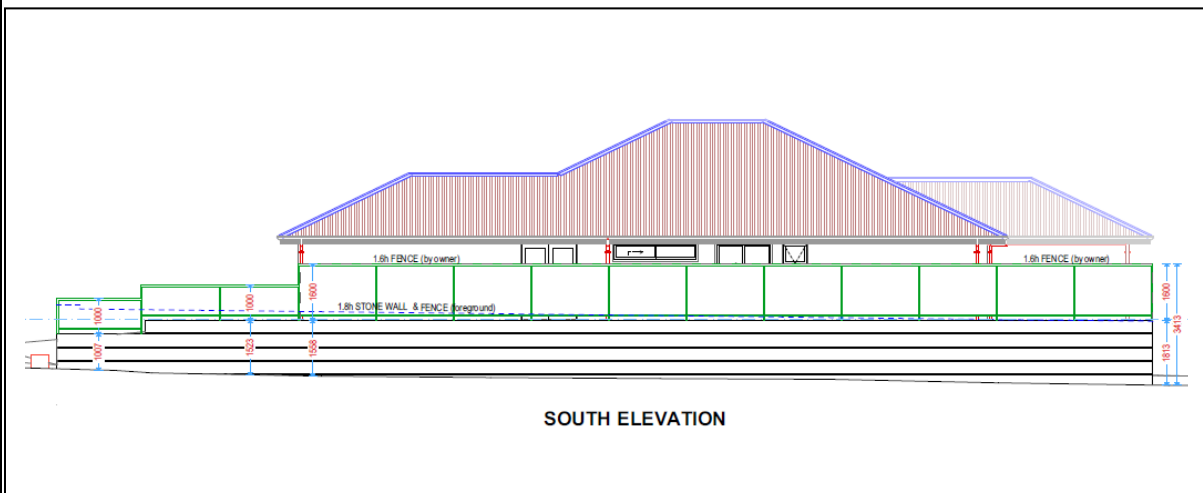 1.6h FENCE (by owner)
1.6h FENCE (by owner)
1000
1000
1600
1.8h STONE WALL & FENCE (foreground)
1600
3413
1007
1523
1558
1813
SOUTH ELEVATION